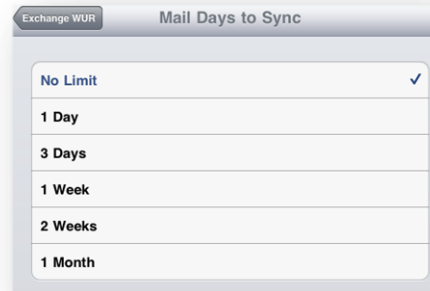 Exchange WUR
Mail Days to Sync
No Limit
1 Day
3 Days
1 Week
2 Weeks
1 Month